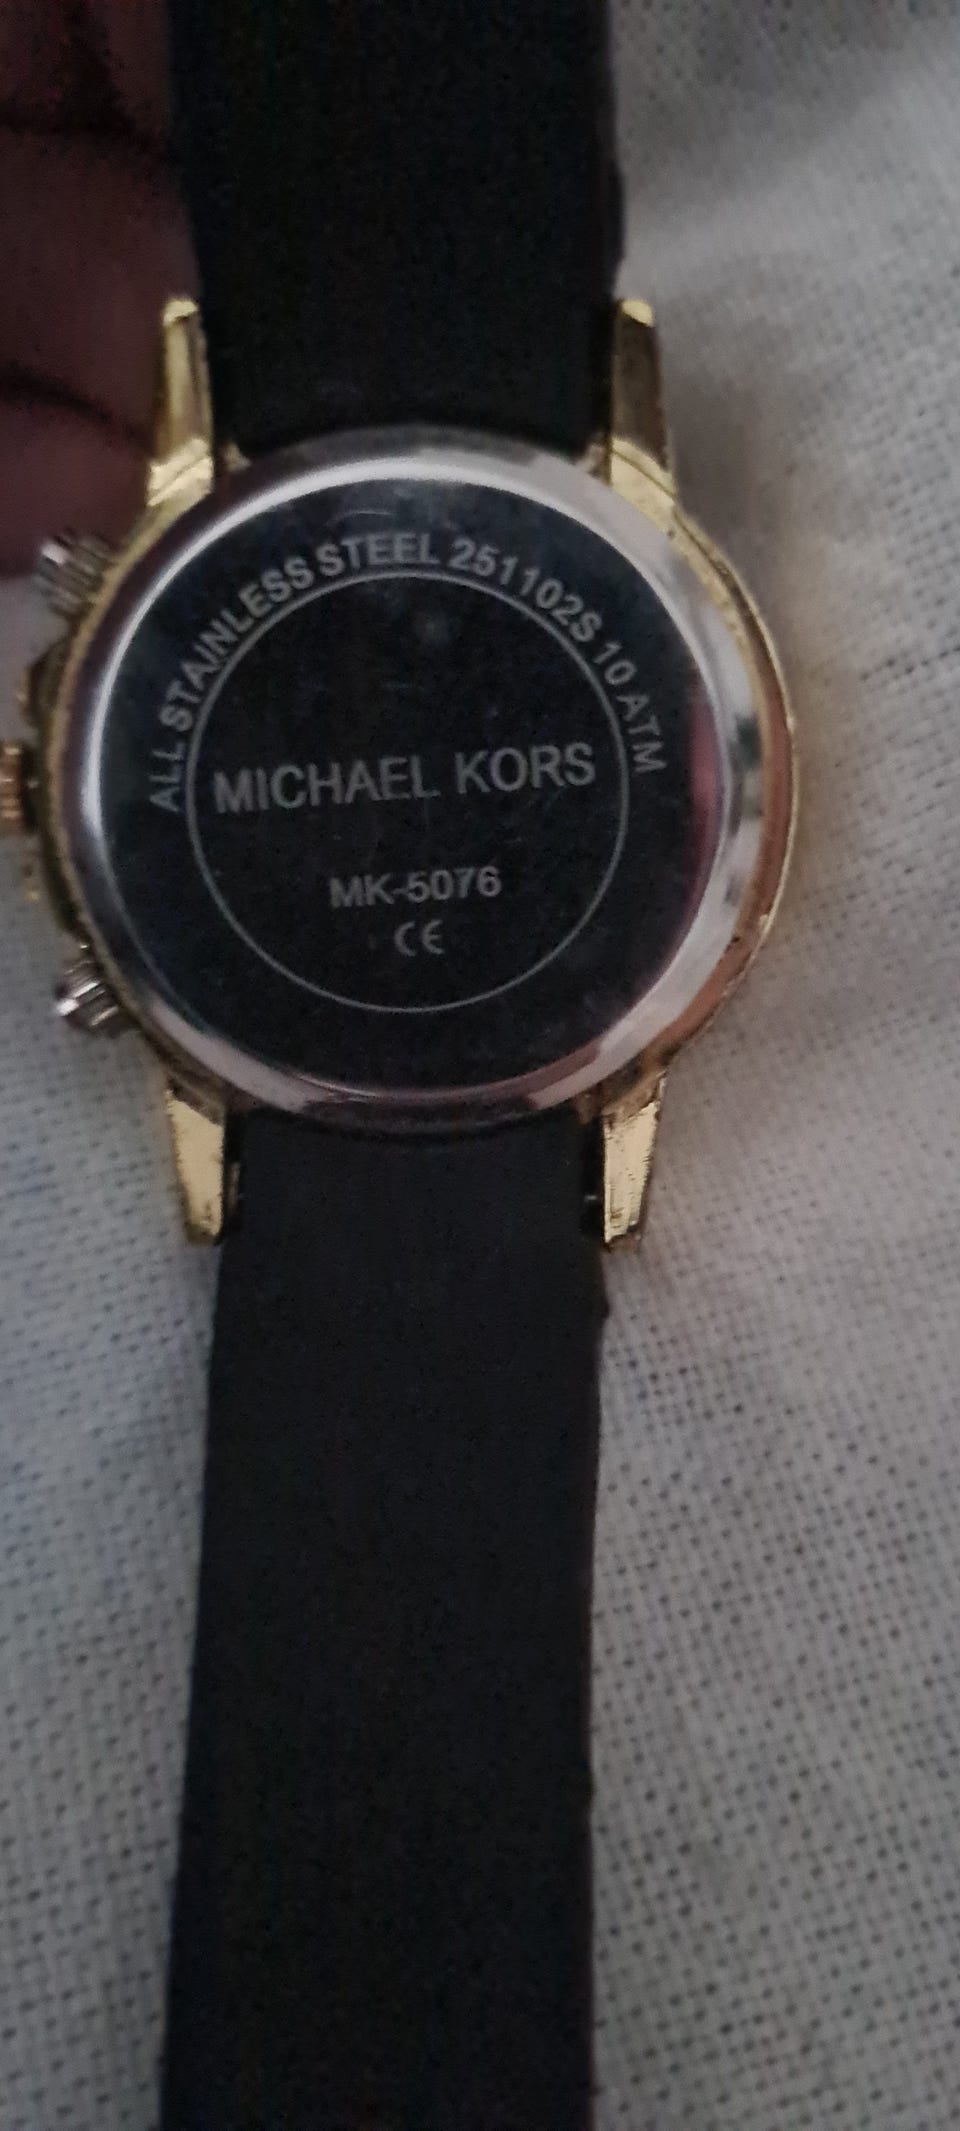 ALL STAINLESS STEEL 251102S 10 ATM
MICHAEL KORS
MK-5076
CE